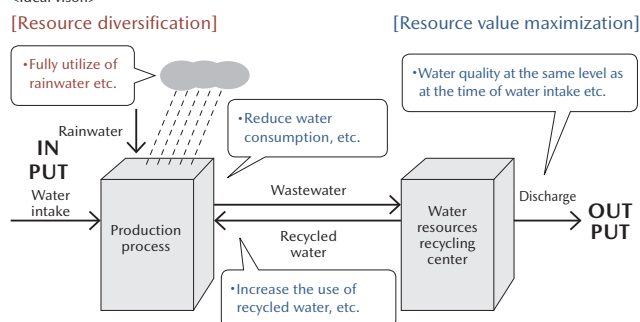 <Ideal vison>
[Resource diversification]
[Resource value maximization]
・Fully utilize of
rainwater etc.
・Water quality at the same level as
at the time of water intake etc.
・Reduce water
consumption, etc.
Rainwater
IN
PUT
Water
intake
Production
process
Wastewater
Recycled
water
Water
resources
recycling
center
Discharge
OUT
PUT
・Increase the use of
recycled water, etc.